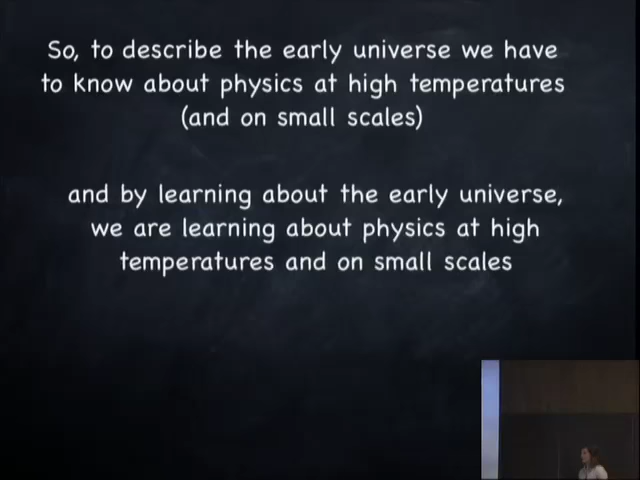 So, to describe the early universe we have
to know about physics at high temperatures
(and on small scales)
and by learning about the early universe,
we are learning about physics at high
temperatures and on small scales